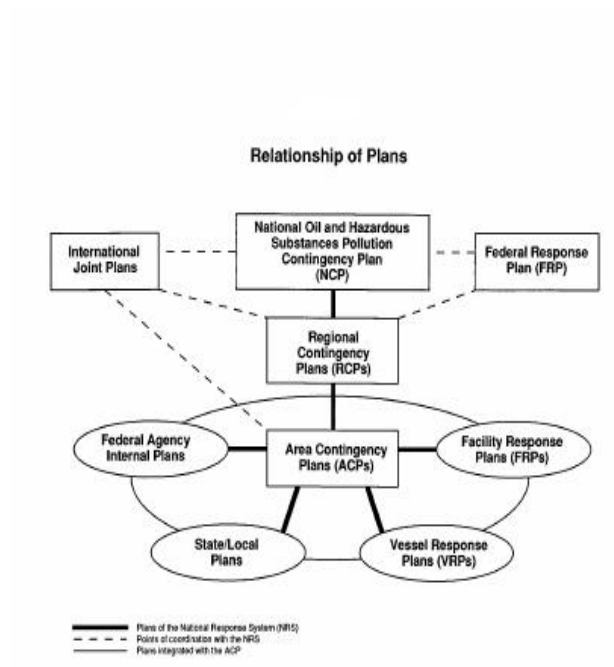 Relationship of Plans
National Oil and Hazardous
Substances Pollution
Contingency Plan
(NCP)
International
Joint Plans
Federal Response
Plan (FRP)
Regional
Contingency
Plans (RCPs)
Federal Agency
Internal Plans
Area Contingency
Plans (ACPs)
Facility Response
Plans (FRPs)
State/Local
Plans
Vessel Response
Plans (VRPs)
Plans of the National Response System (NRS)
Points of coordination with the NRS
Plans integrated with the ACP